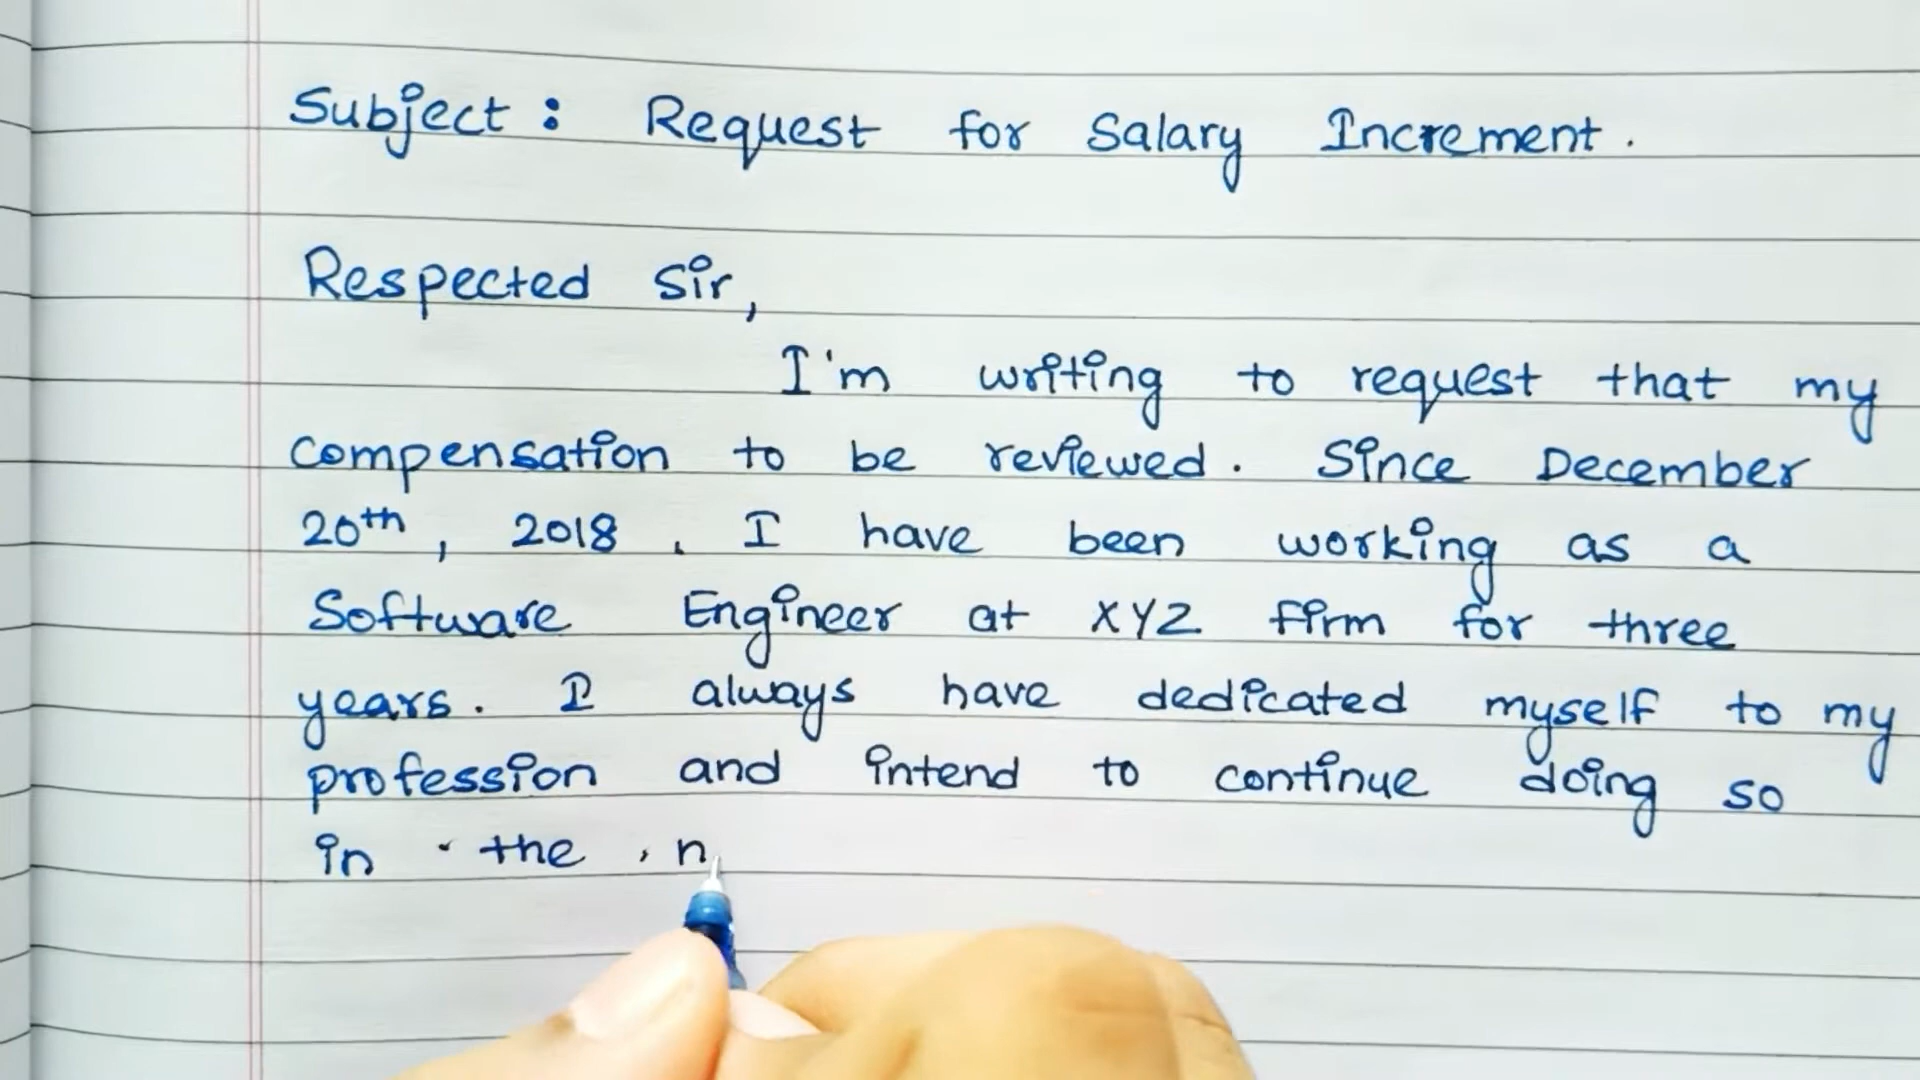 Subject : Request for Salary Increment .
Respected Sir,
I'm writing to request that my
compensation to be reviewed . Since December
20th , 2018 , I have been working as a
Software Engineer at XYZ firm for three
years. I always have dedicated myself to my
profession and intend to continue doing so
in the n